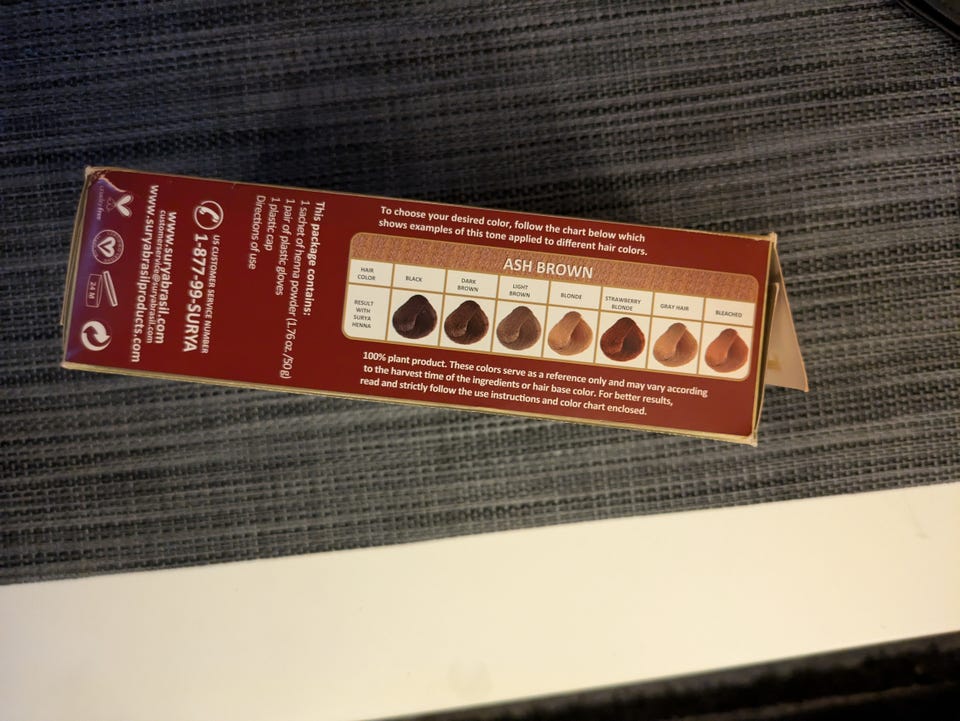 To choose your desired color, follow the chart below which
shows examples of this tone applied to different hair colors.
ASH BROWN
HAIR COLOR
BLACK
DARK BROWN
LIGHT BROWN
BLONDE
STRAWBERRY BLONDE
GRAY HAIR
BLEACHED
RESULT WITH SURYA HENNA
100% plant product. These colors serve as a reference only and may vary according
to the harvest time of the ingredients or hair base color. For better results,
read and strictly follow the use instructions and color chart enclosed.
This package contains:
1 sachet of henna powder (1.76 oz./50g)
1 pair of plastic gloves
1 plastic cap
Directions of use
US CUSTOMER SERVICE NUMBER
1-877-99-SURYA
www.suryabrasil.com
customerservice@suryabrasil.com
www.suryabrasilproducts.com
cruelty free
24 M